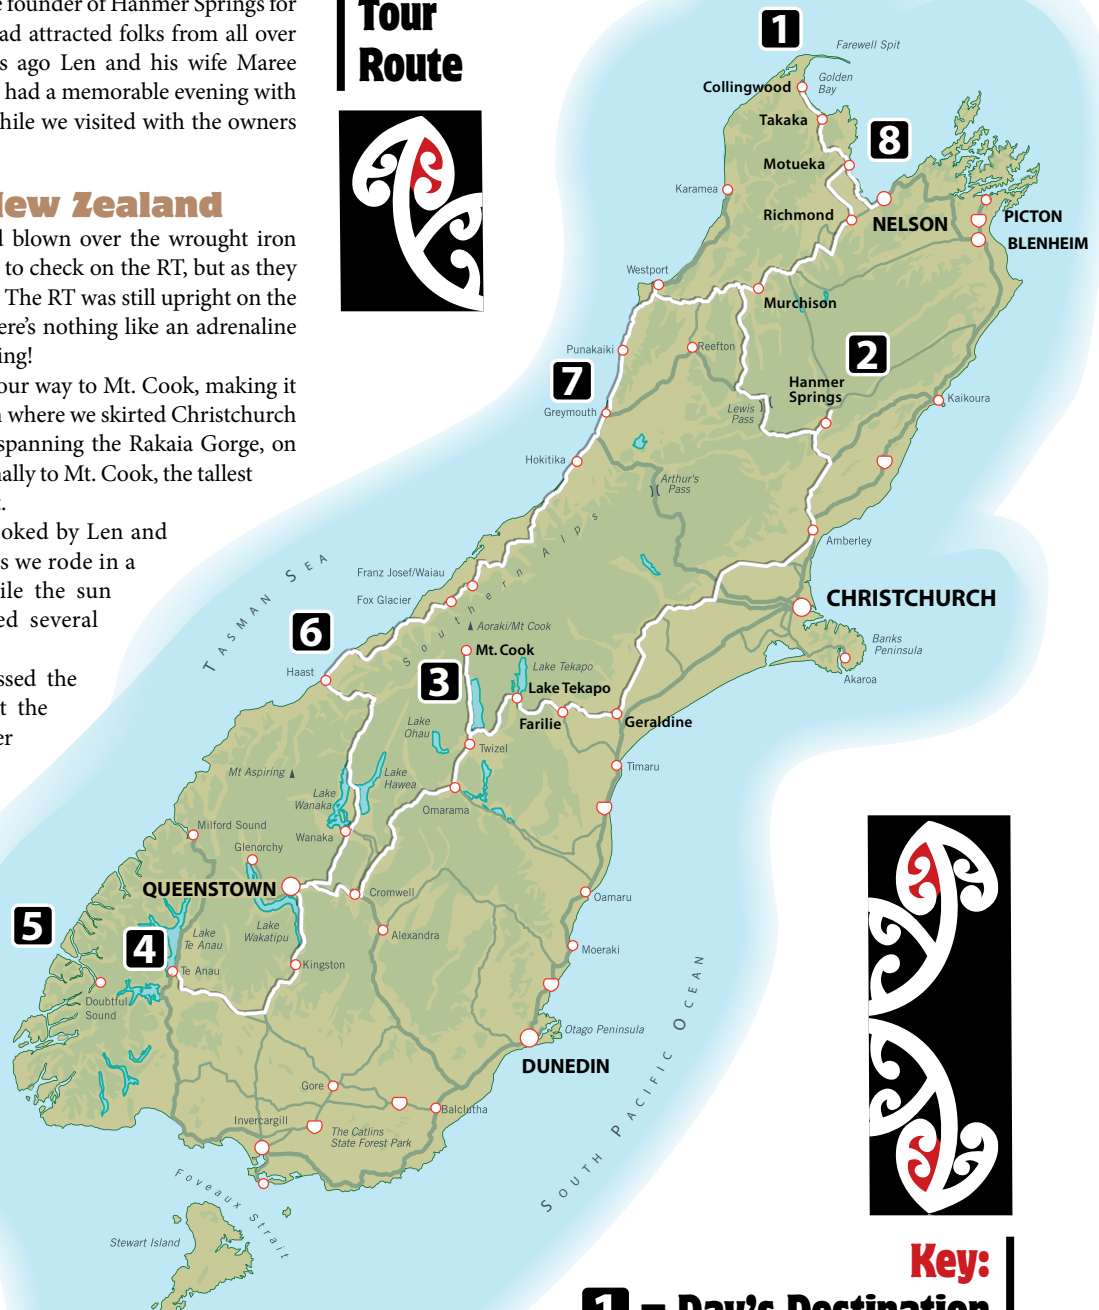 founder of Hanmer Springs for
ad attracted folks from all over
s ago Len and his wife Maree
had a memorable evening with
hile we visited with the owners
New Zealand
blown over the wrought iron
to check on the RT, but as they
The RT was still upright on the
ere's nothing like an adrenaline
ing!
our way to Mt. Cook, making it
where we skirted Christchurch
spanning the Rakaia Gorge, on
nally to Mt. Cook, the tallest
oked by Len and
s we rode in a
ile the sun
ed several
ssed the
t the
er
Tour
Route
1
Farewell Spit
Collingwood
Golden
Bay
Takaka
8
Motueka
Karamea
Richmond
NELSON
PICTON
BLENHEIM
Westport
Murchison
Punakaiki
Reefton
2
7
Hanmer
Springs
Greymouth
Lewis
Pass
Kaikoura
Hokitika
Arthur's
Pass
Amberley
TASMAN SEA
Southern Alps
Franz Josef/Waiau
Fox Glacier
CHRISTCHURCH
6
Aoraki/Mt Cook
Banks
Peninsula
Mt. Cook
Haast
3
Lake Tekapo
Lake Tekapo
Akaroa
Farilie
Geraldine
Lake
Ohau
Twizel
Timaru
Mt Aspiring
Lake
Hawea
Lake
Wanaka
Omarama
Milford Sound
Wanaka
Glenorchy
QUEENSTOWN
Cromwell
Oamaru
5
4
Lake
Te Anau
Lake
Wakatipu
Alexandra
Moeraki
Te Anau
Kingston
Doubtful
Sound
Otago Peninsula
DUNEDIN
SOUTH PACIFIC OCEAN
Gore
Balclutha
Invercargill
The Catlins
State Forest Park
Foveaux Strait
Stewart Island
Key:
1 = Day's Destination